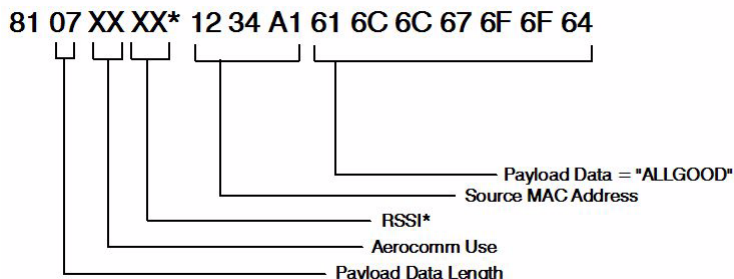 81 07 XX XX* 12 34 A1 61 6C 6C 67 6F 6F 64
Payload Data = "ALLGOOD"
Source MAC Address
RSSI*
Aerocomm Use
Payload Data Length